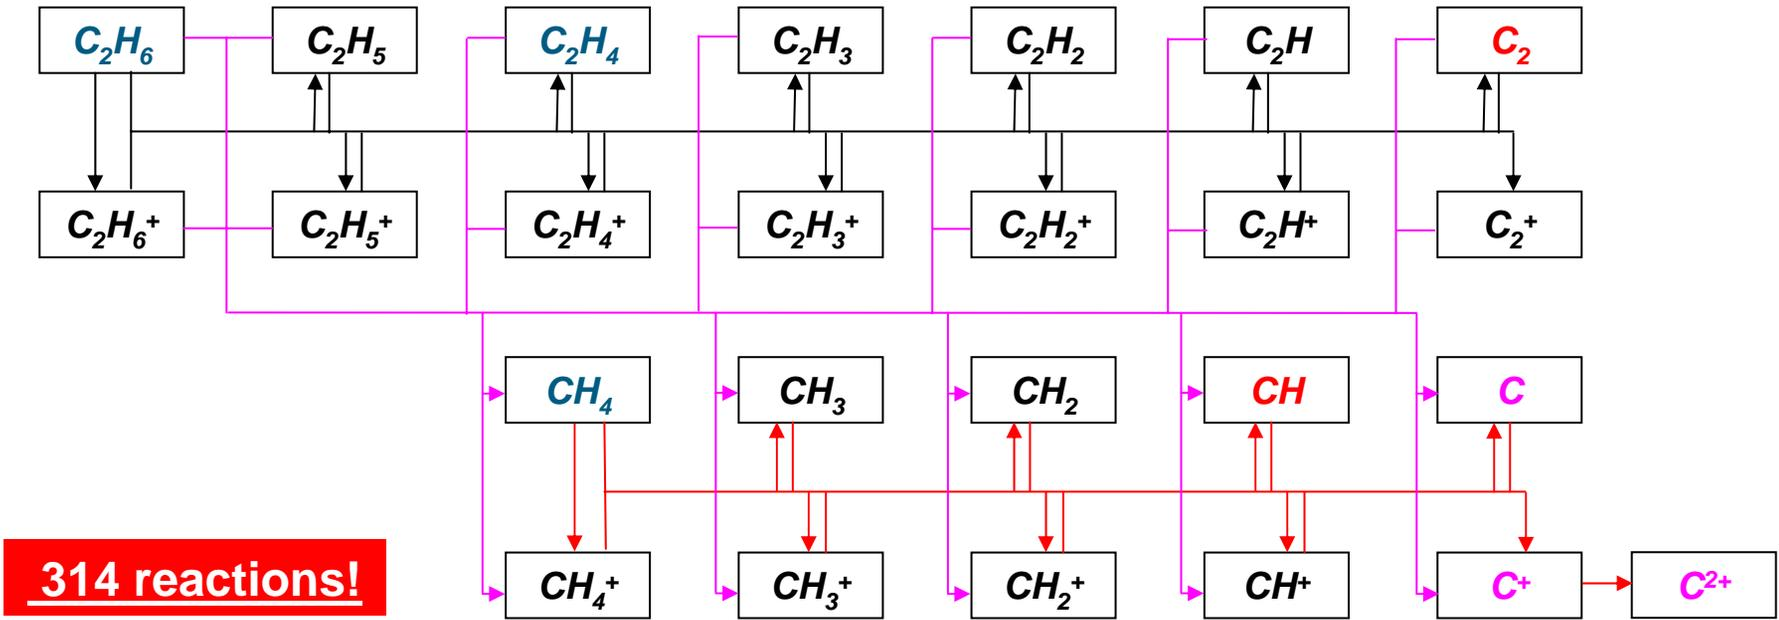 C₂H₆ C₂H₅ C₂H₄ C₂H₃ C₂H₂ C₂H C₂
C₂H₆⁺ C₂H₅⁺ C₂H₄⁺ C₂H₃⁺ C₂H₂⁺ C₂H⁺ C₂⁺
CH₄ CH₃ CH₂ CH C
314 reactions!
CH₄⁺ CH₃⁺ CH₂⁺ CH⁺ C⁺ C²⁺